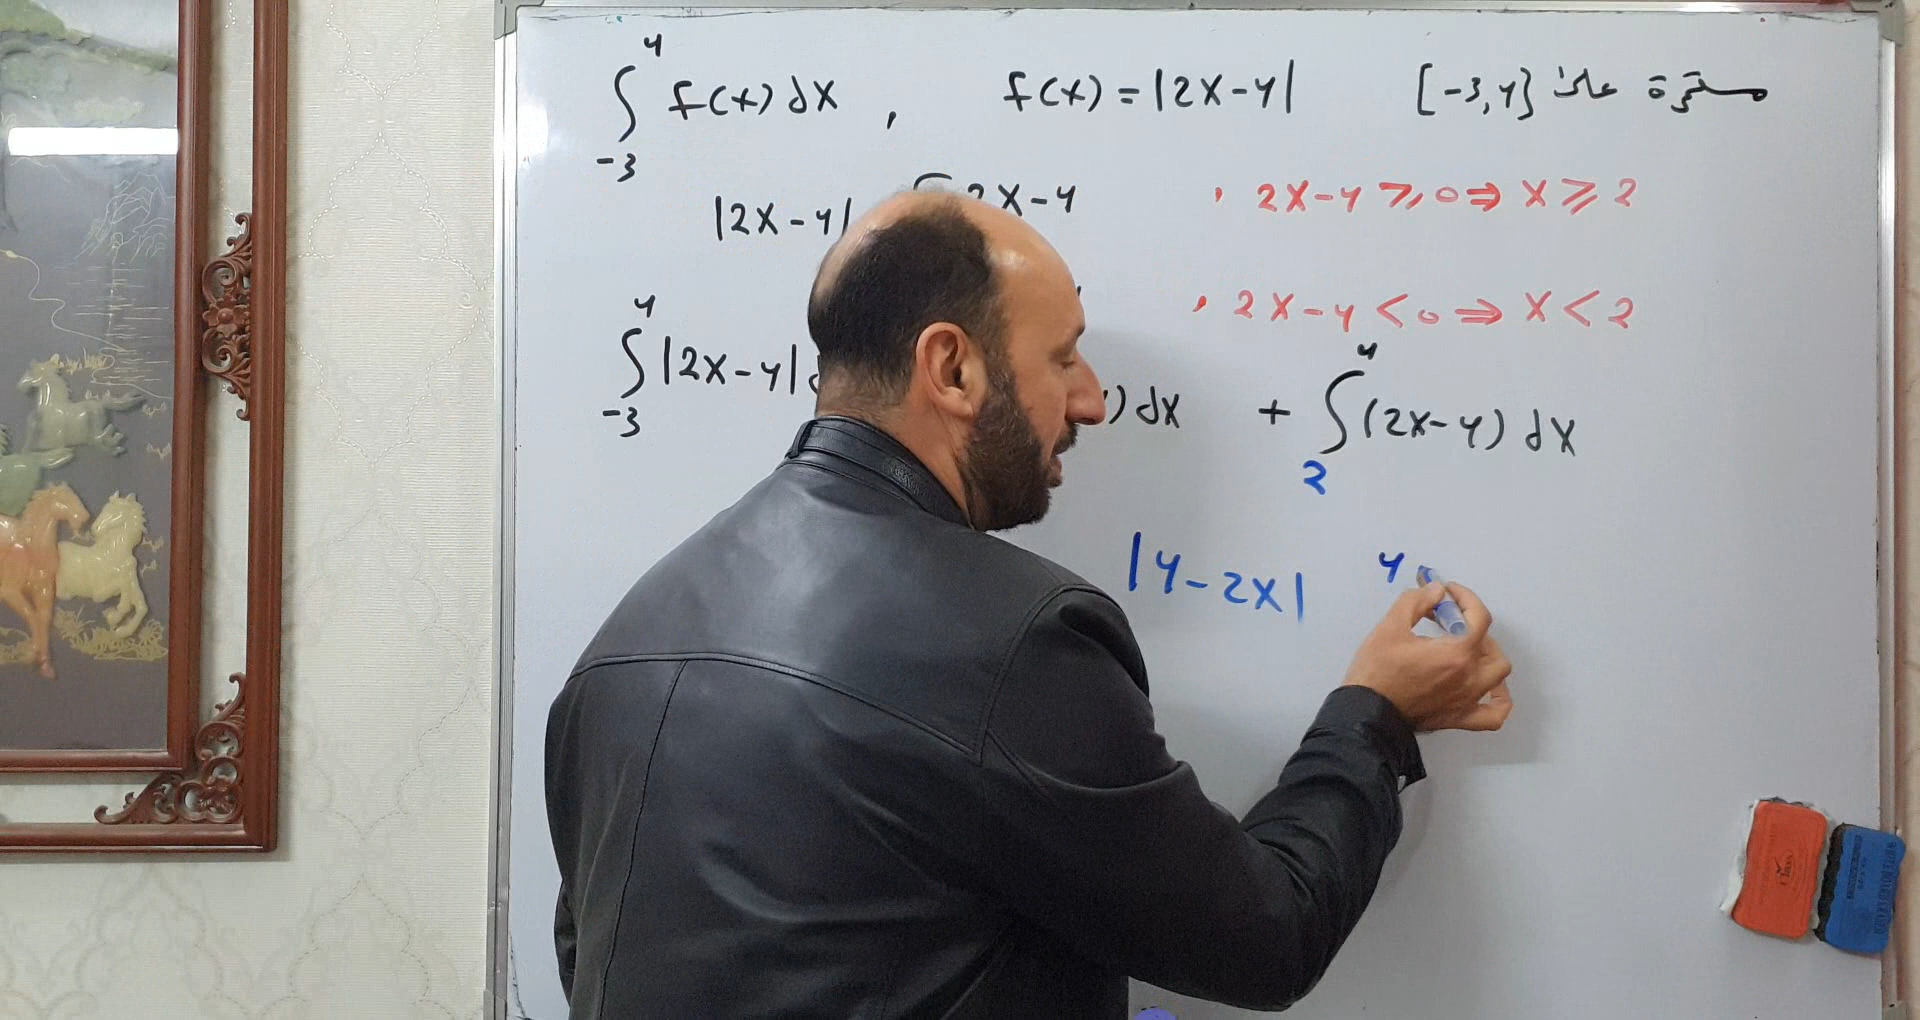 ∫_{-3}^{4} f(x) dx , f(x) = |2x-4| مستمرة على [-3,4]
|2x-4| 2x-4 • 2x-4 ≥ 0 ⇒ x ≥ 2
• 2x-4 < 0 ⇒ x < 2
∫_{-3}^{4} |2x-4| ) dx + ∫_{2}^{4} (2x-4) dx
|4-2x| 4